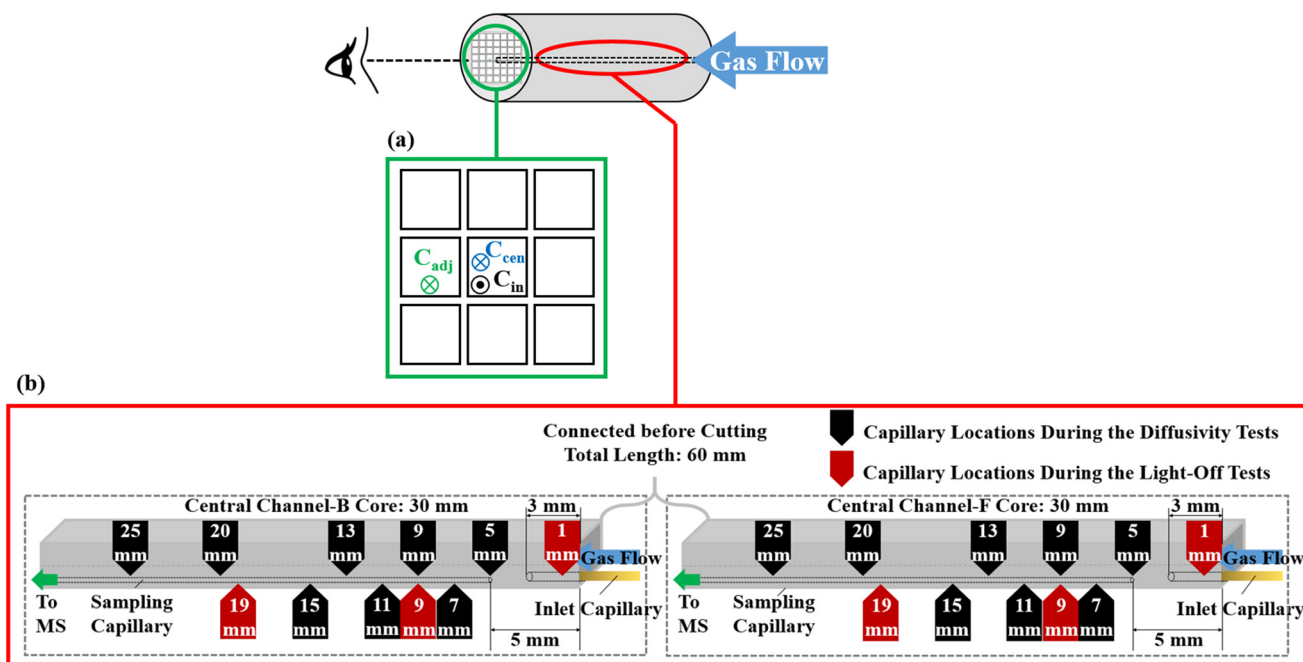 Gas Flow
(a)
C_adj
C_cen
C_in
(b)
Connected before Cutting
Total Length: 60 mm
Capillary Locations During the Diffusivity Tests
Capillary Locations During the Light-Off Tests
Central Channel-B Core: 30 mm
3 mm
25 mm
20 mm
13 mm
9 mm
5 mm
1 mm
Gas Flow
To MS
Sampling Capillary
19 mm
15 mm
11 mm
9 mm
7 mm
Inlet Capillary
5 mm
Central Channel-F Core: 30 mm
3 mm
25 mm
20 mm
13 mm
9 mm
5 mm
1 mm
Gas Flow
To MS
Sampling Capillary
19 mm
15 mm
11 mm
9 mm
7 mm
Inlet Capillary
5 mm